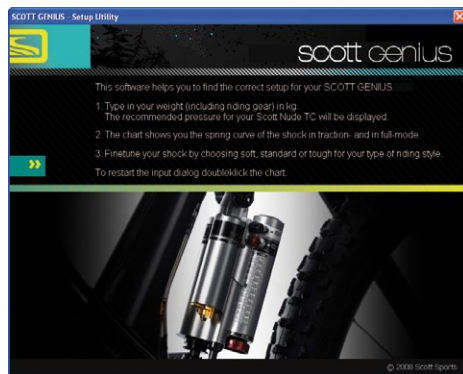 SCOTT GENIUS - Setup Utility
scott genius
This software helps you to find the correct setup for your SCOTT GENIUS
1. Type in your weight (including riding gear) in kg.
The recommended pressure for your Scott Nude TC will be displayed.
2. The chart shows you the spring curve of the shock in traction- and in full-mode.
3. Finetune your shock by choosing soft, standard or tough for your type of riding style.
To restart the input dialog doubleklick the chart.
© 2008 Scott Sports